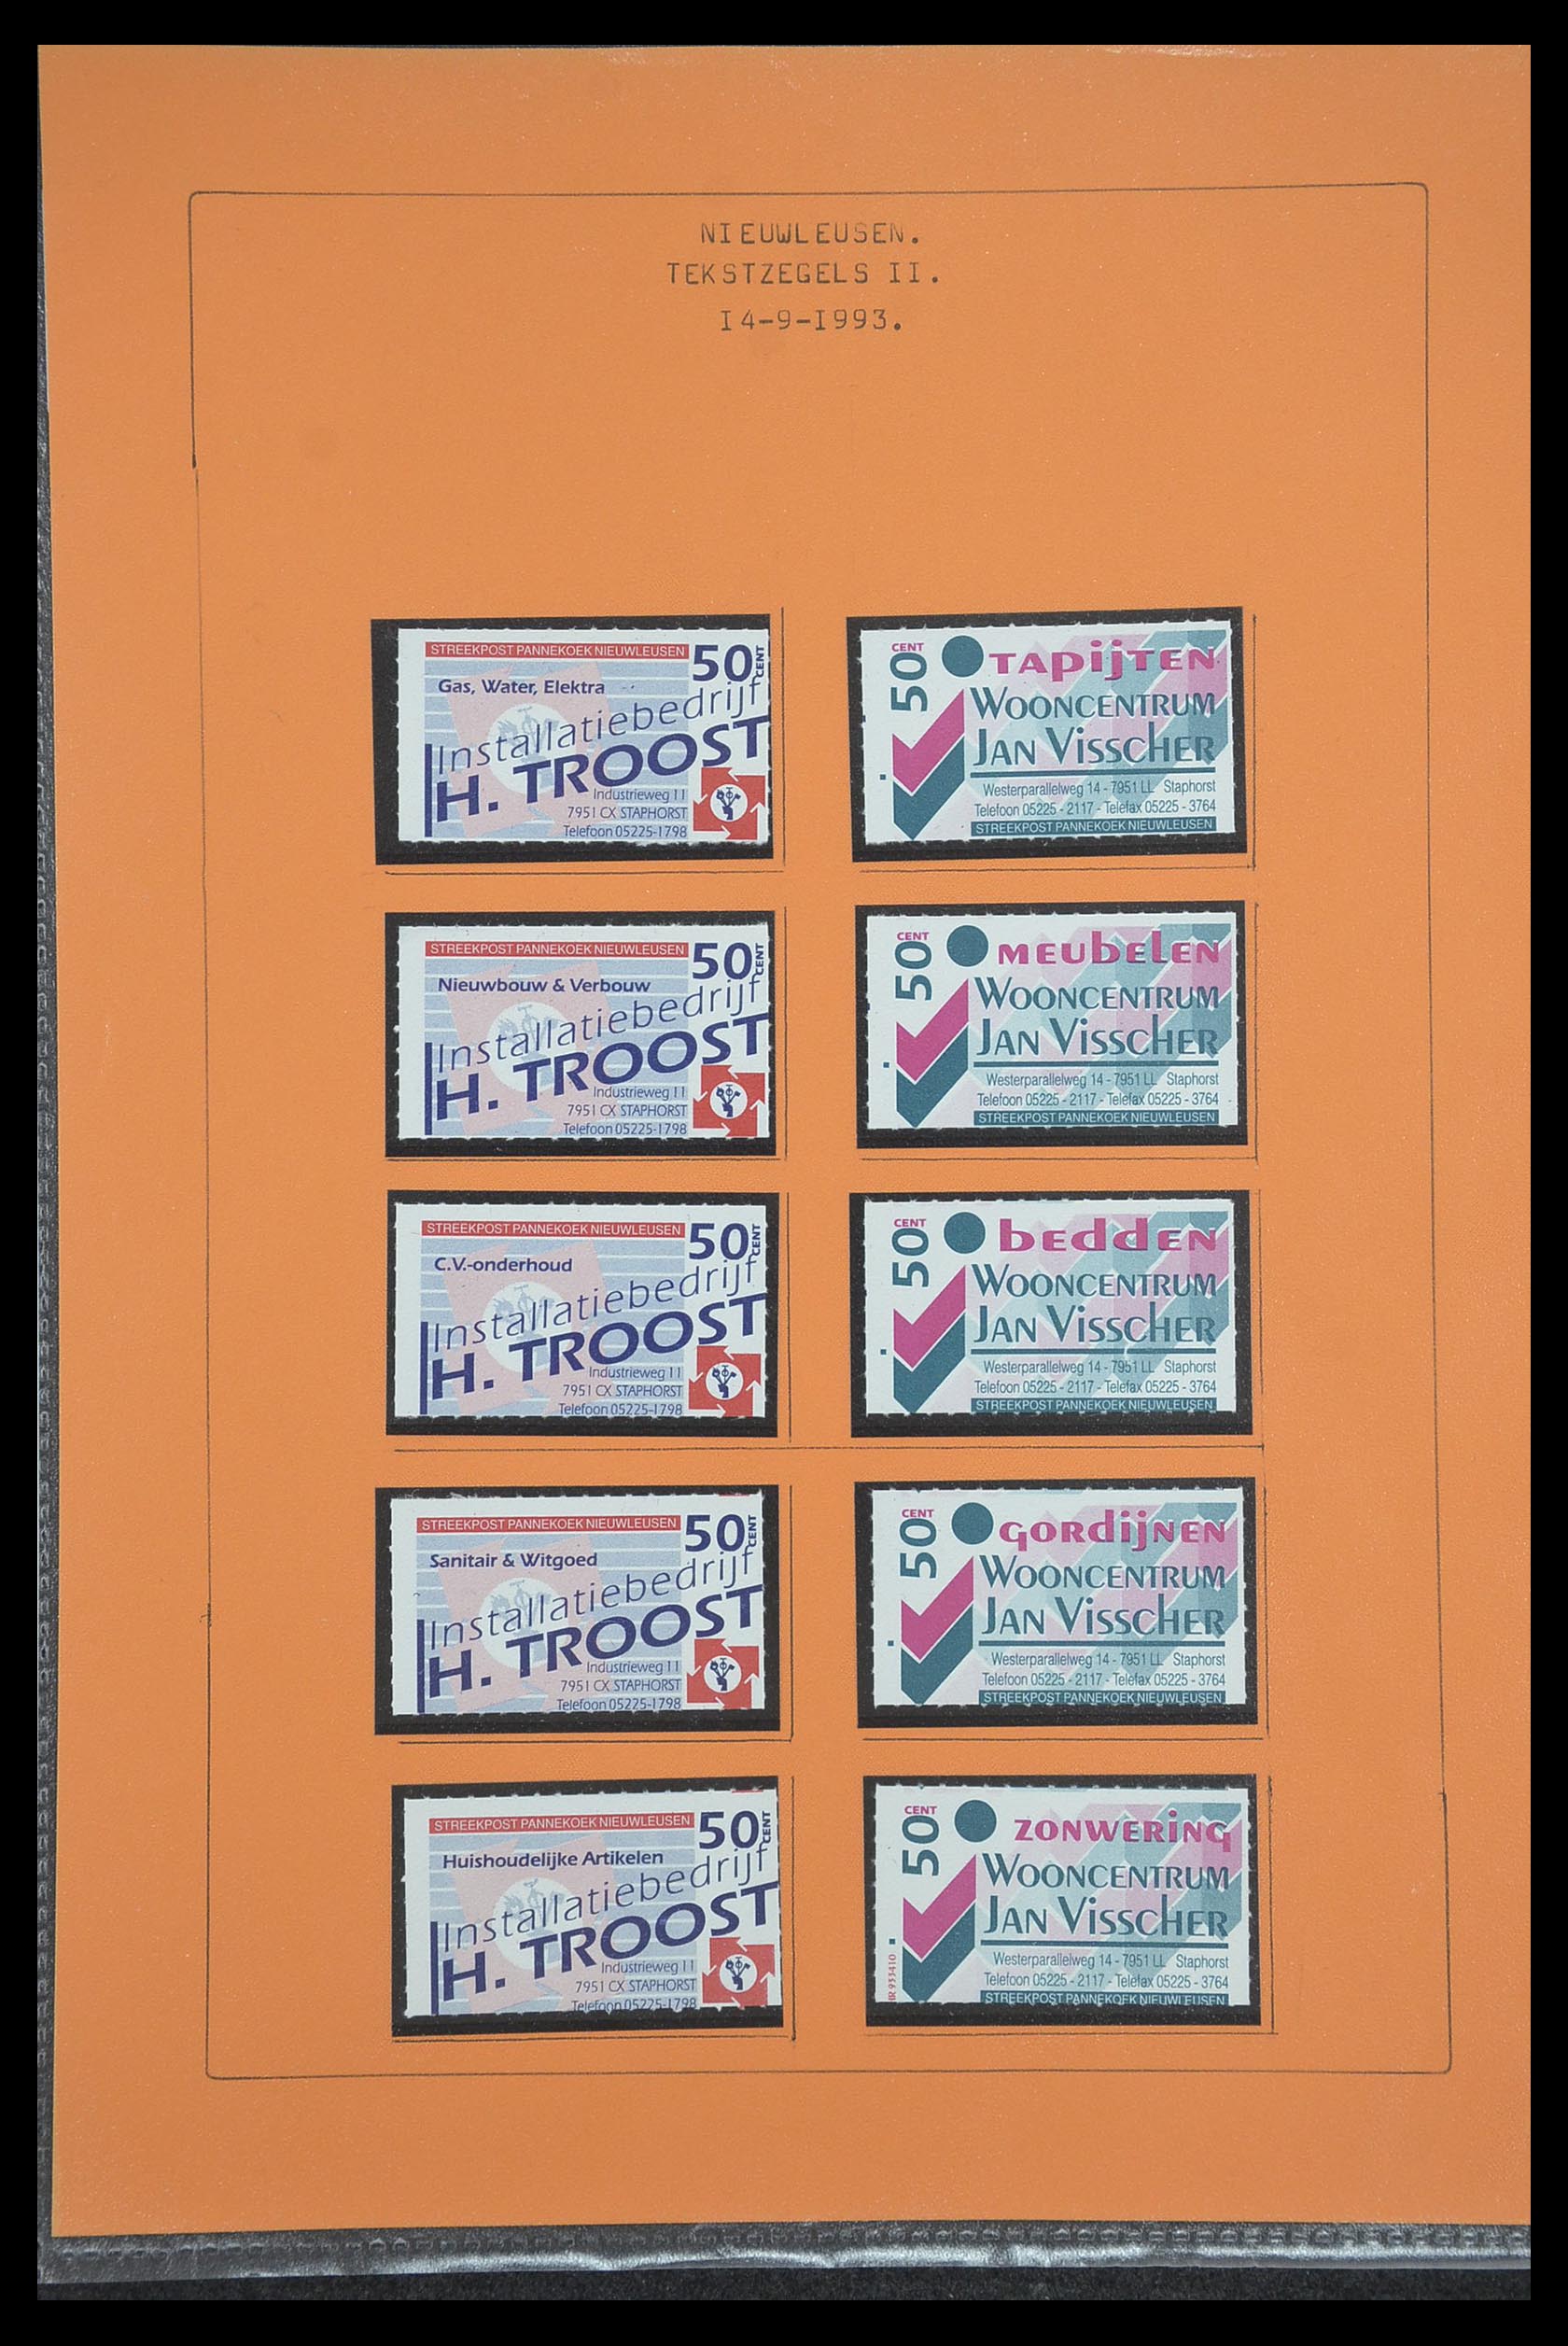 NIEUWLEUSEN.
TEKSTZEGELS II.
I4-9-I993.
STREEKPOST PANNEKOEK NIEUWLEUSEN
50 CENT
Gas, Water, Elektra
Installatiebedrijf
H. TROOST
Industrieweg 11
7951 CX STAPHORST
Telefoon 05225-1798
50 CENT
TAPIJTEN
WOONCENTRUM
JAN VISSCHER
Westerparallelweg 14 - 7951 LL Staphorst
Telefoon 05225 - 2117 - Telefax 05225 - 3764
STREEKPOST PANNEKOEK NIEUWLEUSEN
STREEKPOST PANNEKOEK NIEUWLEUSEN
50 CENT
Nieuwbouw & Verbouw
Installatiebedrijf
H. TROOST
Industrieweg 11
7951 CX STAPHORST
Telefoon 05225-1798
50 CENT
MEUBELEN
WOONCENTRUM
JAN VISSCHER
Westerparallelweg 14 - 7951 LL Staphorst
Telefoon 05225 - 2117 - Telefax 05225 - 3764
STREEKPOST PANNEKOEK NIEUWLEUSEN
STREEKPOST PANNEKOEK NIEUWLEUSEN
50 CENT
C.V.-onderhoud
Installatiebedrijf
H. TROOST
Industrieweg 11
7951 CX STAPHORST
Telefoon 05225-1798
50 CENT
BEDDEN
WOONCENTRUM
JAN VISSCHER
Westerparallelweg 14 - 7951 LL Staphorst
Telefoon 05225 - 2117 - Telefax 05225 - 3764
STREEKPOST PANNEKOEK NIEUWLEUSEN
STREEKPOST PANNEKOEK NIEUWLEUSEN
50 CENT
Sanitair & Witgoed
Installatiebedrijf
H. TROOST
Industrieweg 11
7951 CX STAPHORST
Telefoon 05225-1798
50 CENT
GORDIJNEN
WOONCENTRUM
JAN VISSCHER
Westerparallelweg 14 - 7951 LL Staphorst
Telefoon 05225 - 2117 - Telefax 05225 - 3764
STREEKPOST PANNEKOEK NIEUWLEUSEN
STREEKPOST PANNEKOEK NIEUWLEUSEN
50 CENT
Huishoudelijke Artikelen
Installatiebedrijf
H. TROOST
Industrieweg 11
7951 CX STAPHORST
Telefoon 05225-1798
50 CENT
ZONWERING
WOONCENTRUM
JAN VISSCHER
Westerparallelweg 14 - 7951 LL Staphorst
Telefoon 05225 - 2117 - Telefax 05225 - 3764
STREEKPOST PANNEKOEK NIEUWLEUSEN
BR 933410